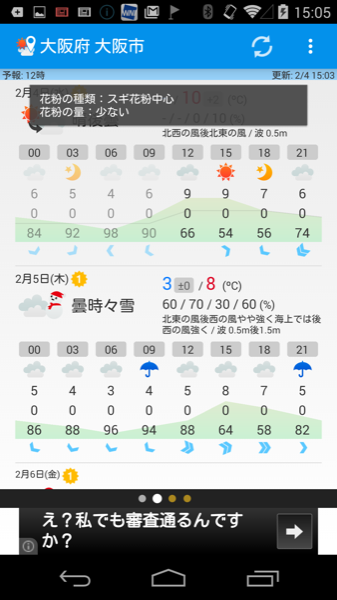 15:05
大阪府 大阪市
予報: 12時
更新: 2/4 15:03
花粉の種類：スギ花粉中心
花粉の量：少ない
10 ±0 (℃)
- / - / 0 / 10 (%)
北西の風後北東の風 / 波 0.5m
00 03 06 09 12 15 18 21
6 5 4 6 9 9 7 6
0 0 0 0 0 0 0 0
84 92 98 90 66 54 56 74
2月5日(木) 1
曇時々雪
3 ±0 / 8 (℃)
60 / 70 / 30 / 60 (%)
北東の風後西の風やや強く海上では後
西の風強く / 波 0.5m後1.5m
00 03 06 09 12 15 18 21
5 4 3 4 5 8 7 5
0 0 0 0 0 0 0 0
86 88 96 94 88 64 58 82
2月6日(金) 1
え？私でも審査通るんです
か？